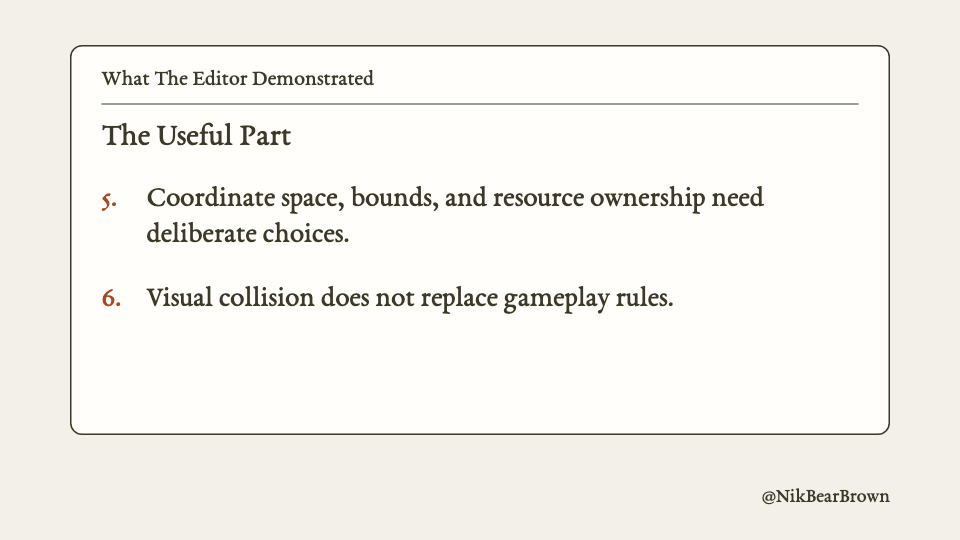 What The Editor Demonstrated
The Useful Part
5. Coordinate space, bounds, and resource ownership need
deliberate choices.
6. Visual collision does not replace gameplay rules.
@NikBearBrown